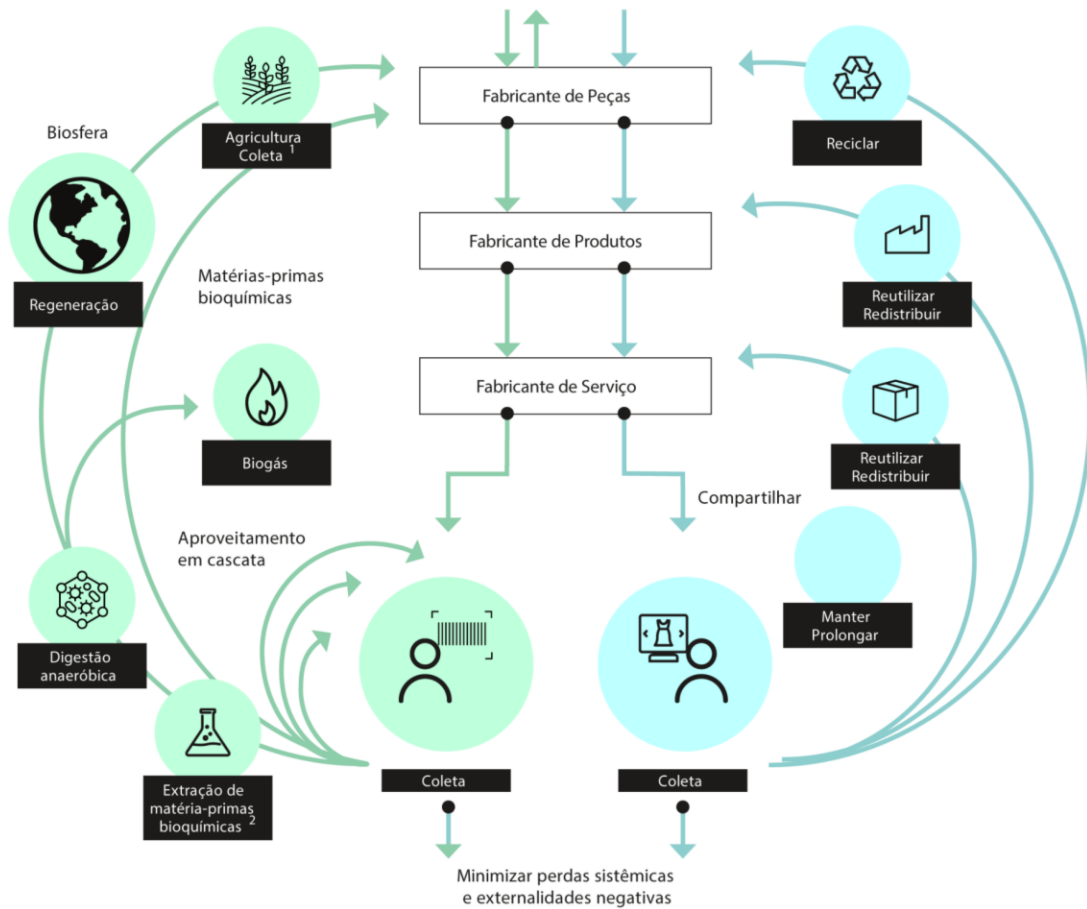 Fabricante de Peças
Agricultura
Coleta 1
Reciclar
Biosfera
Regeneração
Fabricante de Produtos
Matérias-primas
bioquímicas
Reutilizar
Redistribuir
Fabricante de Serviço
Biogás
Reutilizar
Redistribuir
Compartilhar
Aproveitamento
em cascata
Manter
Prolongar
Digestão
anaeróbica
Extração de
matéria-primas
bioquímicas 2
Coleta
Coleta
Minimizar perdas sistêmicas
e externalidades negativas